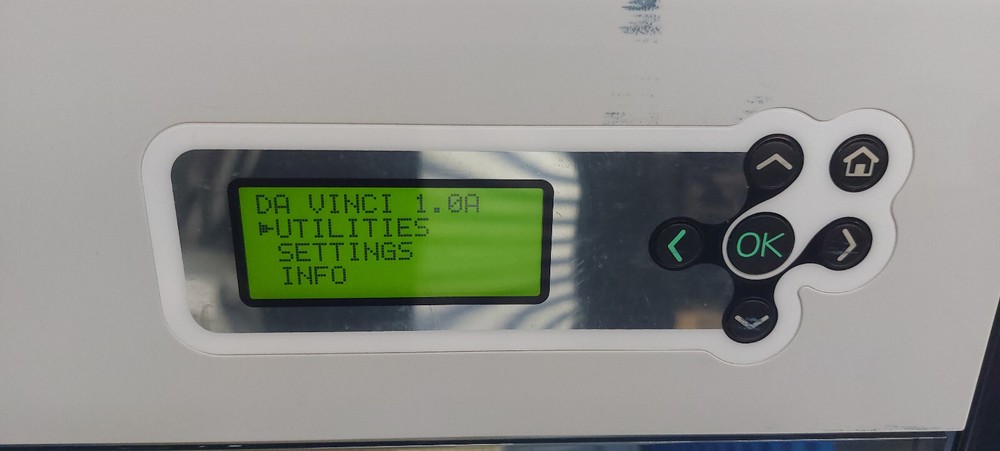 DA VINCI 1.0A
UTILITIES
SETTINGS
INFO
OK